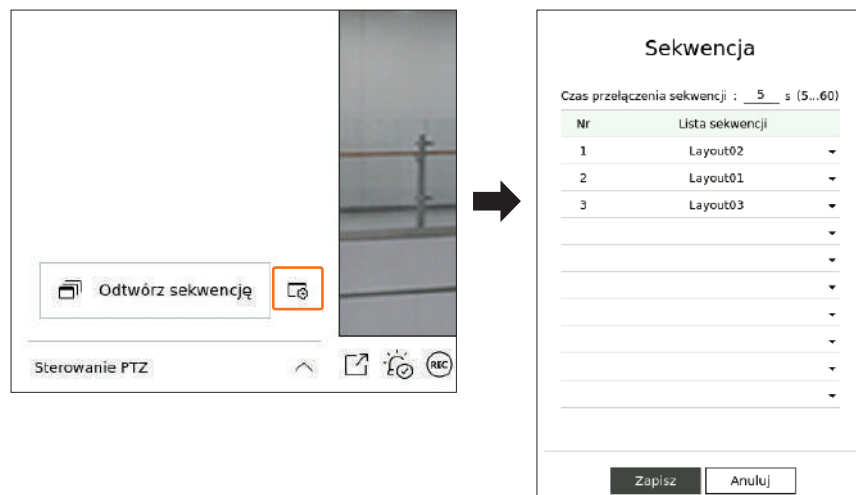 Odtwórz sekwencję
Sterowanie PTZ
REC
Sekwencja
Czas przełączenia sekwencji : 5 s (5...60)
Nr Lista sekwencji
1 Layout02
2 Layout01
3 Layout03
Zapisz Anuluj